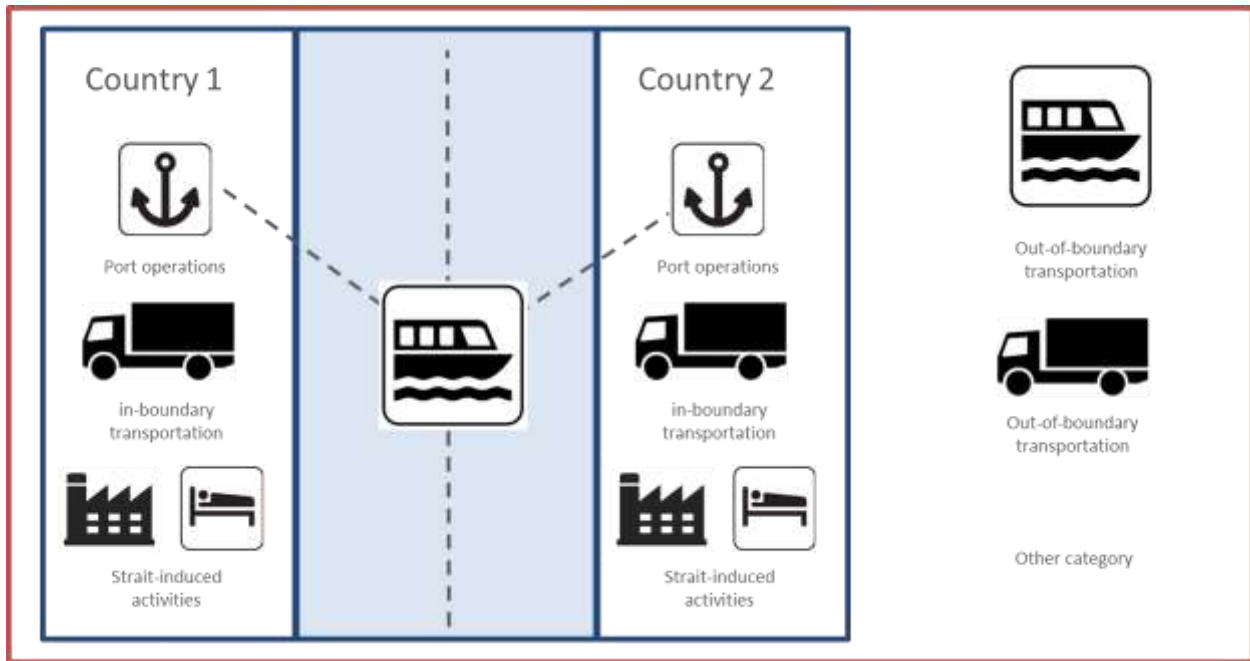 Country 1
Port operations
in-boundary
transportation
Strait-induced
activities
Country 2
Port operations
in-boundary
transportation
Strait-induced
activities
Out-of-boundary
transportation
Out-of-boundary
transportation
Other category